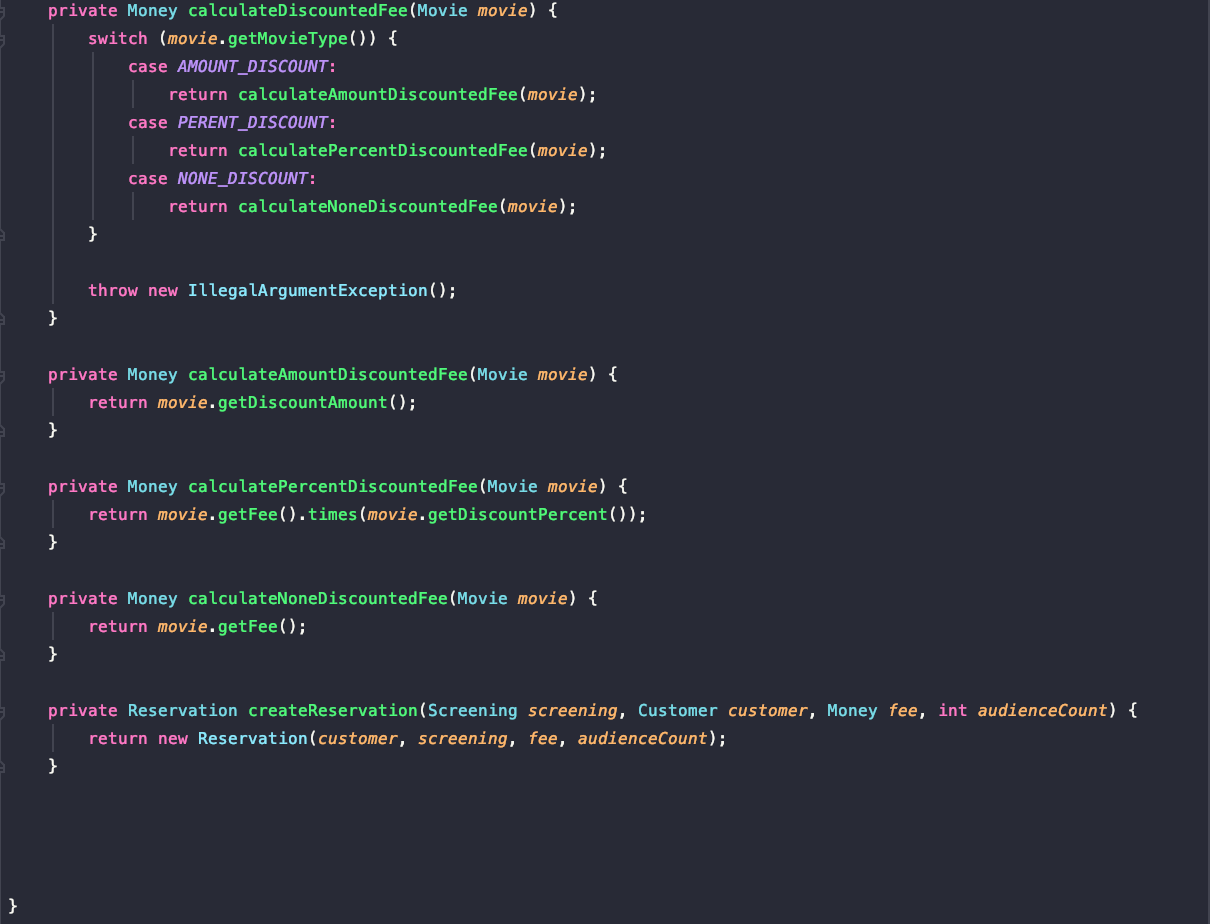 private Money calculateDiscountedFee(Movie movie) {
switch (movie.getMovieType()) {
case AMOUNT_DISCOUNT:
return calculateAmountDiscountedFee(movie);
case PERENT_DISCOUNT:
return calculatePercentDiscountedFee(movie);
case NONE_DISCOUNT:
return calculateNoneDiscountedFee(movie);
}
throw new IllegalArgumentException();
}
private Money calculateAmountDiscountedFee(Movie movie) {
return movie.getDiscountAmount();
}
private Money calculatePercentDiscountedFee(Movie movie) {
return movie.getFee().times(movie.getDiscountPercent());
}
private Money calculateNoneDiscountedFee(Movie movie) {
return movie.getFee();
}
private Reservation createReservation(Screening screening, Customer customer, Money fee, int audienceCount) {
return new Reservation(customer, screening, fee, audienceCount);
}
}